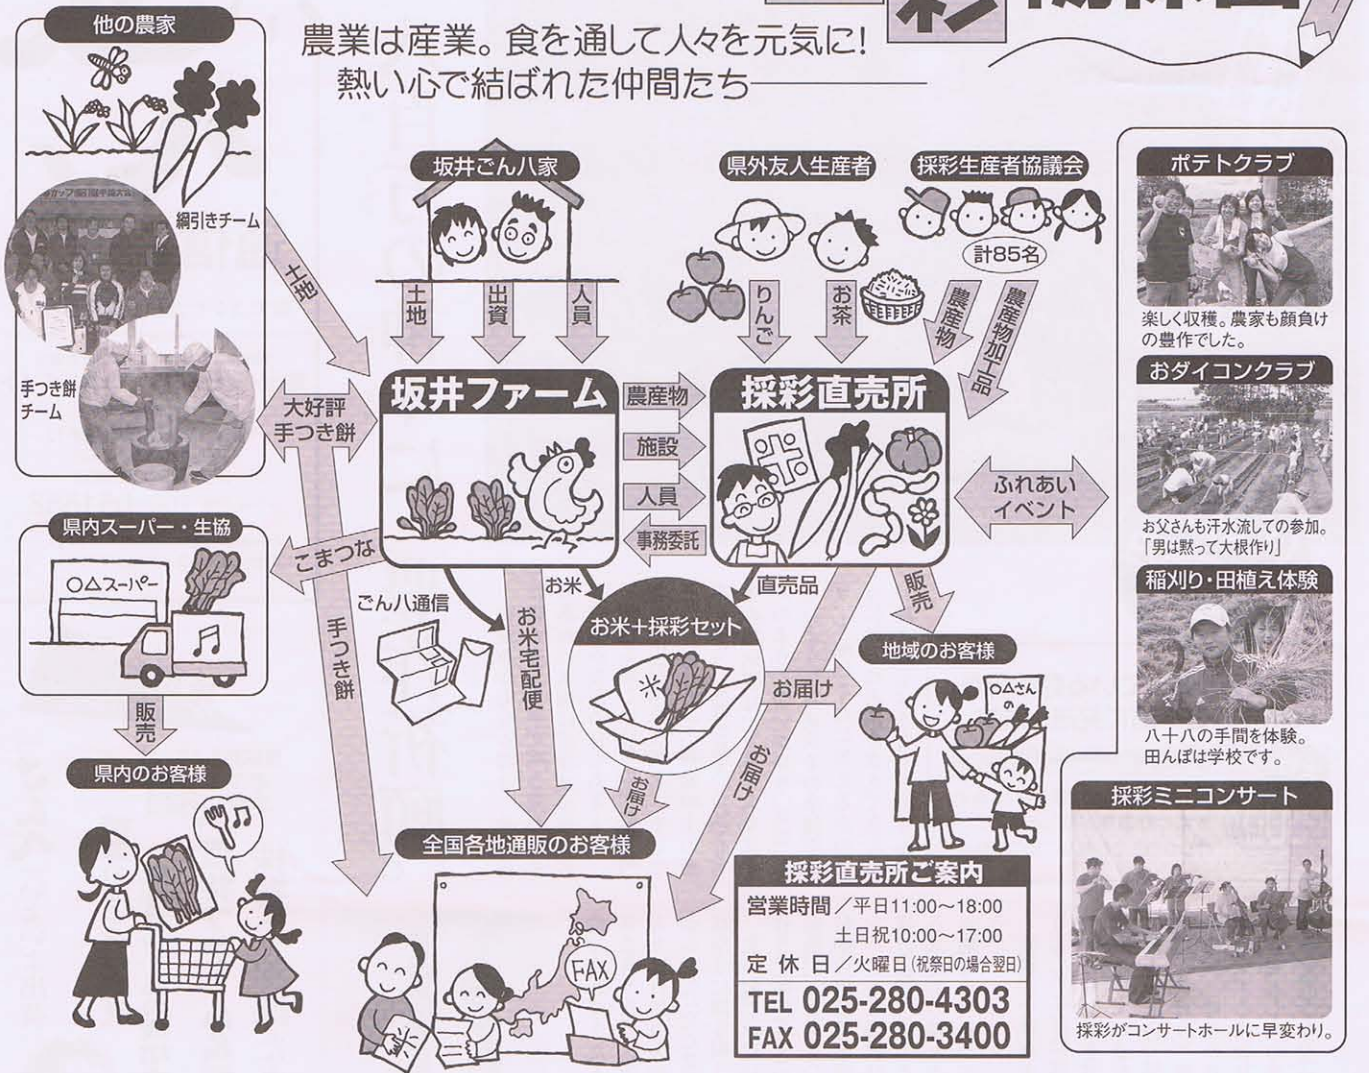 彩
農業は産業。食を通して人々を元気に!
熱い心で結ばれた仲間たち――
他の農家
綱引きチーム
手つき餅
チーム
土地
大好評
手つき餅
坂井ごん八家
土地
出資
人員
県外友人生産者
りんご
お茶
採彩生産者協議会
計85名
農産物
農産物加工品
坂井ファーム
農産物
施設
人員
事務委託
採彩直売所
ふれあい
イベント
県内スーパー・生協
○△スーパー
こまつな
販売
県内のお客様
手つき餅
ごん八通信
お米宅配便
お米
直売品
お米+採彩セット
米
お届け
お届け
お届け
販売
地域のお客様
○△さん
の
全国各地通販のお客様
米
FAX
採彩直売所ご案内
営業時間/平日11:00〜18:00
土日祝10:00〜17:00
定休日/火曜日(祝祭日の場合翌日)
TEL 025-280-4303
FAX 025-280-3400
ポテトクラブ
楽しく収穫。農家も顔負け
の豊作でした。
おダイコンクラブ
お父さんも汗水流しての参加。
「男は黙って大根作り」
稲刈り・田植え体験
八十八の手間を体験。
田んぼは学校です。
採彩ミニコンサート
採彩がコンサートホールに早変わり。